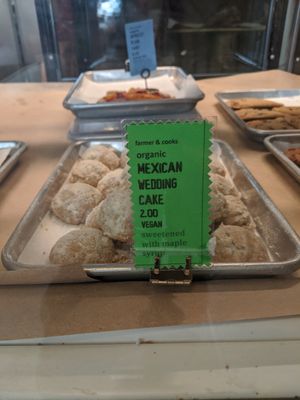 farmer & cooks
organic
MEXICAN
WEDDING
CAKE
2.00
VEGAN
sweetened
with maple
syrup